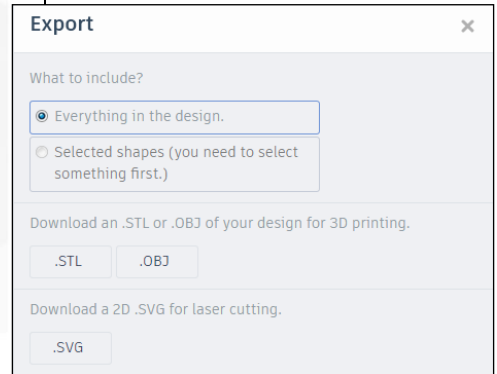 Export
×
What to include?
Everything in the design.
Selected shapes (you need to select
something first.)
Download an .STL or .OBJ of your design for 3D printing.
.STL .OBJ
Download a 2D .SVG for laser cutting.
.SVG